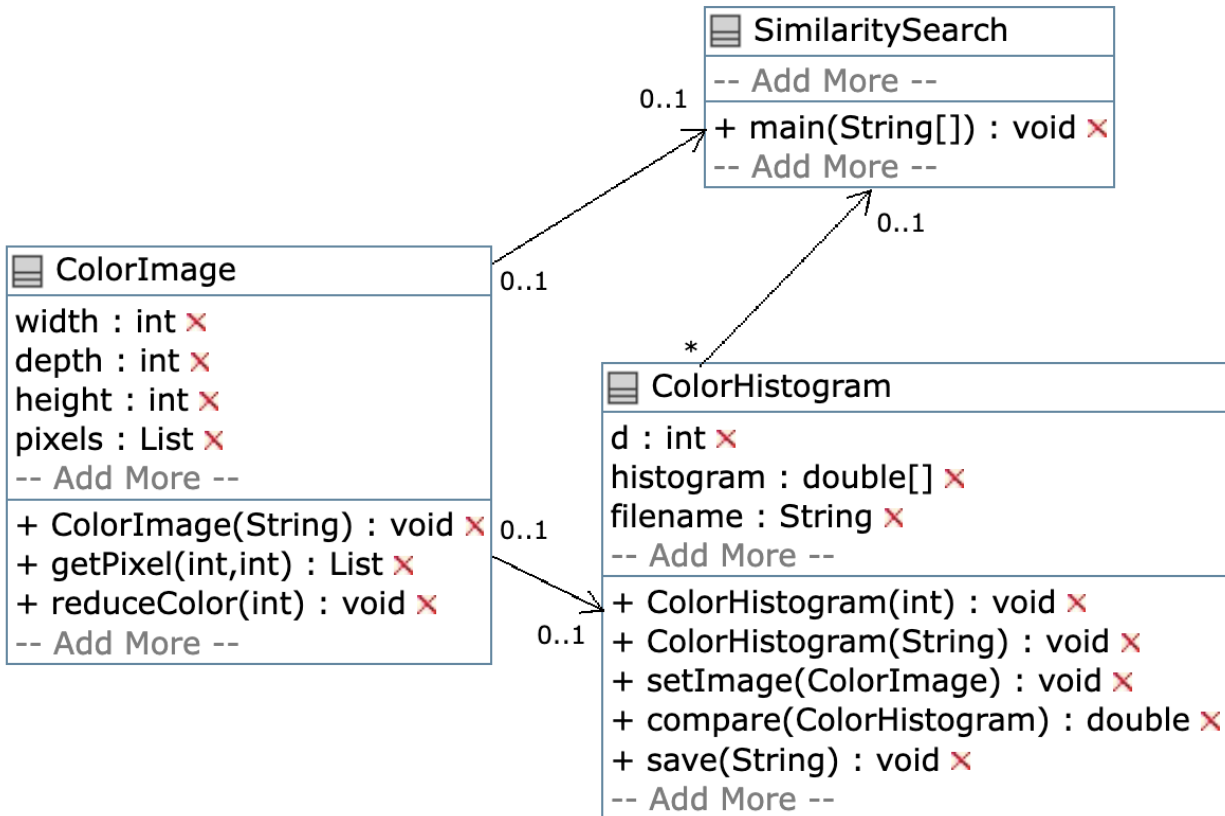 SimilaritySearch
-- Add More --
+ main(String[]) : void
-- Add More --
0..1
0..1
ColorImage
width : int
depth : int
height : int
pixels : List
-- Add More --
+ ColorImage(String) : void
+ getPixel(int,int) : List
+ reduceColor(int) : void
-- Add More --
0..1
*
0..1
0..1
ColorHistogram
d : int
histogram : double[]
filename : String
-- Add More --
+ ColorHistogram(int) : void
+ ColorHistogram(String) : void
+ setImage(ColorImage) : void
+ compare(ColorHistogram) : double
+ save(String) : void
-- Add More --